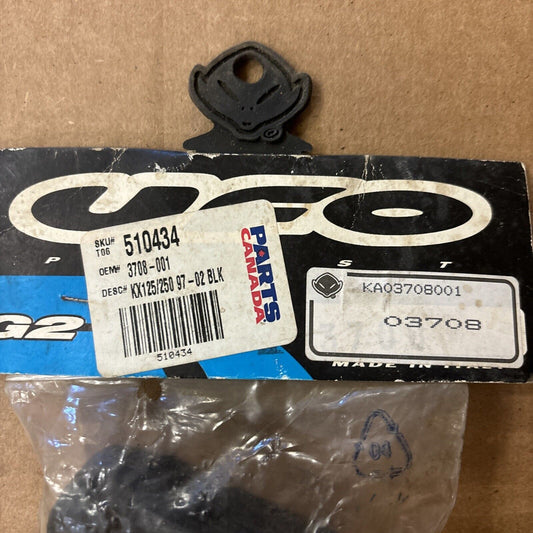 ©
UFO
P S T
SKU# 510434
T06
OEM# 3708-001
DESC# KX125/250 97-02 BLK
510434
PARTS
CANADA
KA03708001
03708
G2
MADE IN